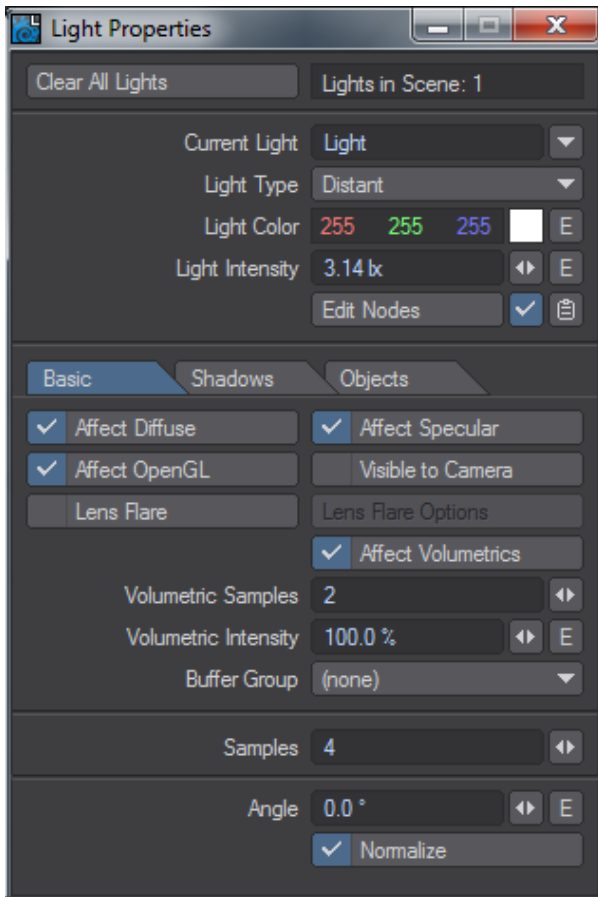 Light Properties
Clear All Lights Lights in Scene: 1
Current Light Light
Light Type Distant
Light Color 255 255 255 E
Light Intensity 3.14 lx E
Edit Nodes
Basic Shadows Objects
Affect Diffuse Affect Specular
Affect OpenGL Visible to Camera
Lens Flare Lens Flare Options
Affect Volumetrics
Volumetric Samples 2
Volumetric Intensity 100.0 % E
Buffer Group (none)
Samples 4
Angle 0.0 ° E
Normalize